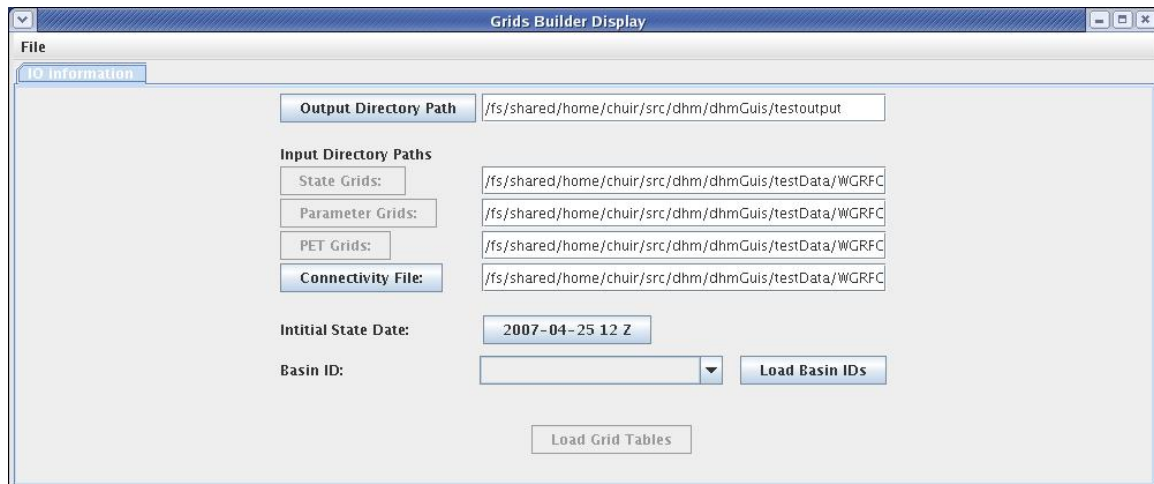 Grids Builder Display
File
IO Information
Output Directory Path /fs/shared/home/chuir/src/dhm/dhmGuis/testoutput
Input Directory Paths
State Grids: /fs/shared/home/chuir/src/dhm/dhmGuis/testData/WGRFC
Parameter Grids: /fs/shared/home/chuir/src/dhm/dhmGuis/testData/WGRFC
PET Grids: /fs/shared/home/chuir/src/dhm/dhmGuis/testData/WGRFC
Connectivity File: /fs/shared/home/chuir/src/dhm/dhmGuis/testData/WGRFC
Intitial State Date: 2007-04-25 12 Z
Basin ID: Load Basin IDs
Load Grid Tables